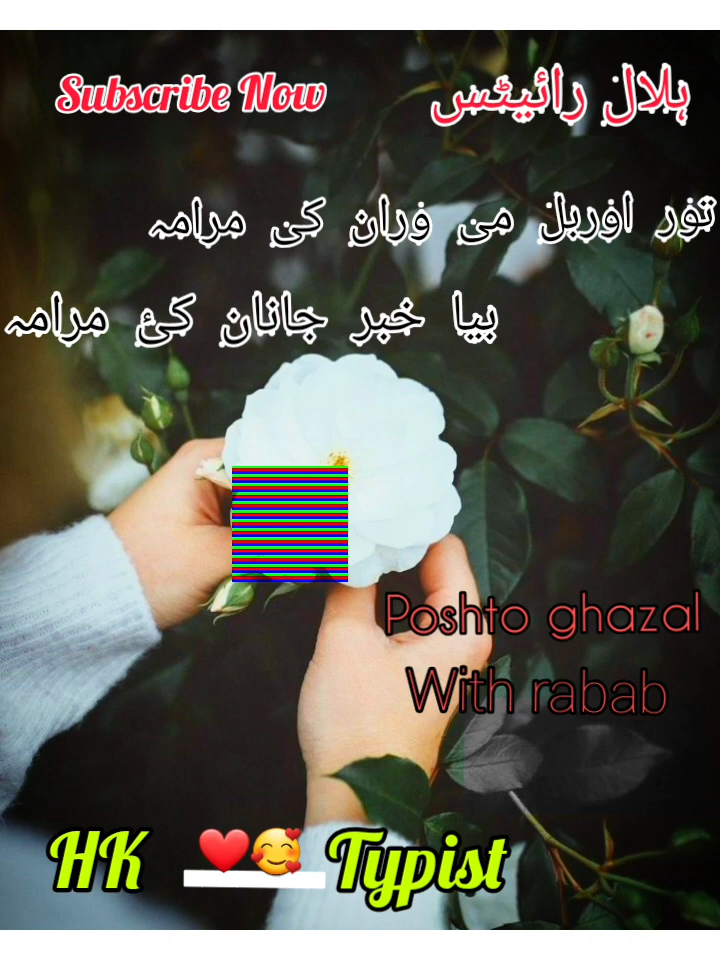 Subscribe Now
ہلال رائیٹس
تور اوربل می وران کی مرامہ
بیا خبر جانان کئ مرامہ
Poshto ghazal
With rabab
HK ❤️🥰 Typist